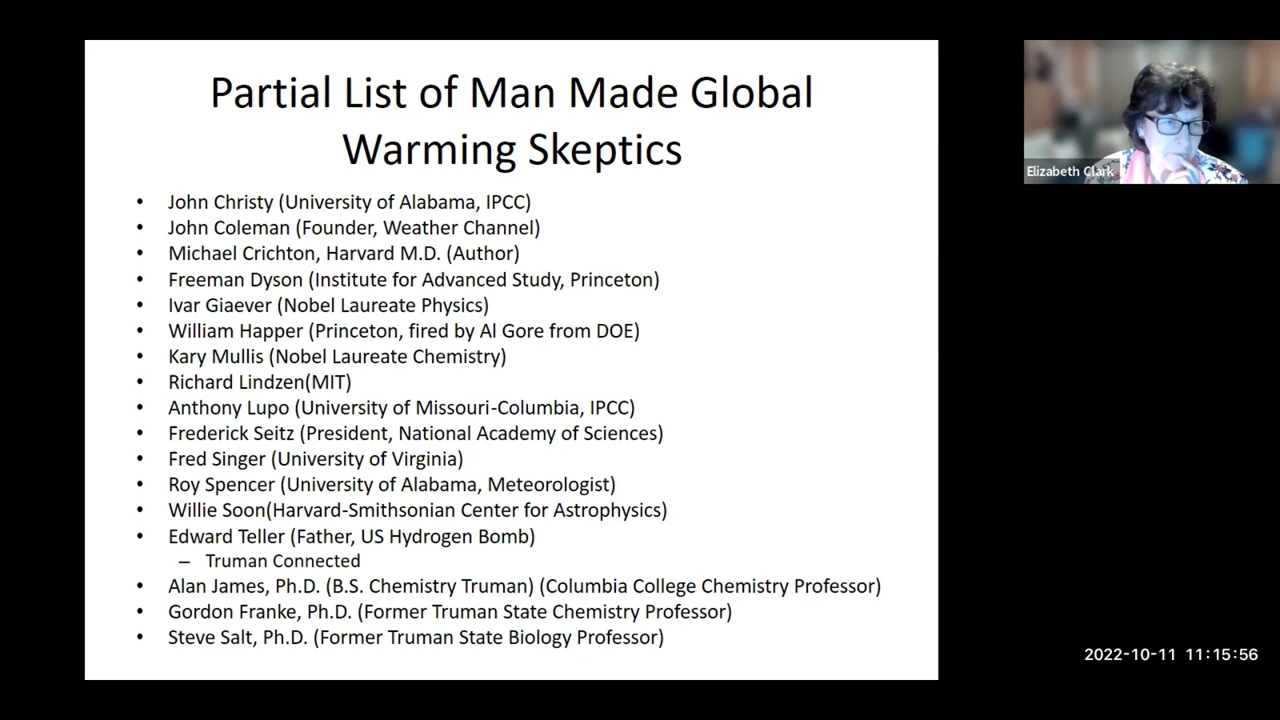 Partial List of Man Made Global
Warming Skeptics
• John Christy (University of Alabama, IPCC)
• John Coleman (Founder, Weather Channel)
• Michael Crichton, Harvard M.D. (Author)
• Freeman Dyson (Institute for Advanced Study, Princeton)
• Ivar Giaever (Nobel Laureate Physics)
• William Happer (Princeton, fired by Al Gore from DOE)
• Kary Mullis (Nobel Laureate Chemistry)
• Richard Lindzen(MIT)
• Anthony Lupo (University of Missouri-Columbia, IPCC)
• Frederick Seitz (President, National Academy of Sciences)
• Fred Singer (University of Virginia)
• Roy Spencer (University of Alabama, Meteorologist)
• Willie Soon(Harvard-Smithsonian Center for Astrophysics)
• Edward Teller (Father, US Hydrogen Bomb)
– Truman Connected
• Alan James, Ph.D. (B.S. Chemistry Truman) (Columbia College Chemistry Professor)
• Gordon Franke, Ph.D. (Former Truman State Chemistry Professor)
• Steve Salt, Ph.D. (Former Truman State Biology Professor)
Elizabeth Clark
2022-10-11 11:15:56